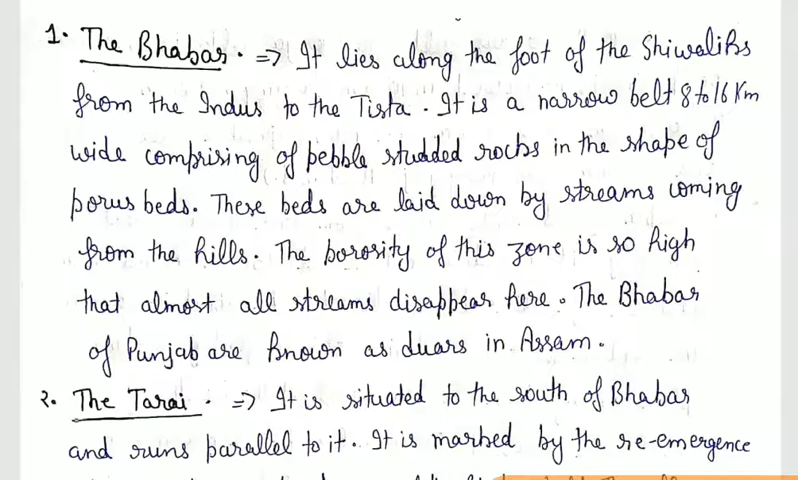 1. The Bhabar. => It lies along the foot of the Shiwaliks
from the Indus to the Tista. It is a narrow belt 8 to 16 Km
wide comprising of pebble studded rocks in the shape of
porus beds. These beds are laid down by streams coming
from the hills. The porosity of this zone is so high
that almost all streams disappear here. The Bhabar
of Punjab are known as duars in Assam.
२. The Tarai. => It is situated to the south of Bhabar
and runs parallel to it. It is marked by the re-emergence